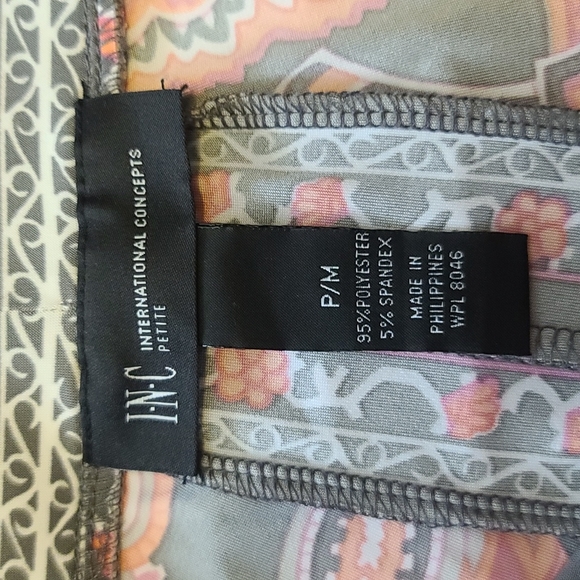 I·N·C
INTERNATIONAL CONCEPTS
PETITE
P/M
95%POLYESTER
5% SPANDEX
MADE IN
PHILIPPINES
WPL 8046